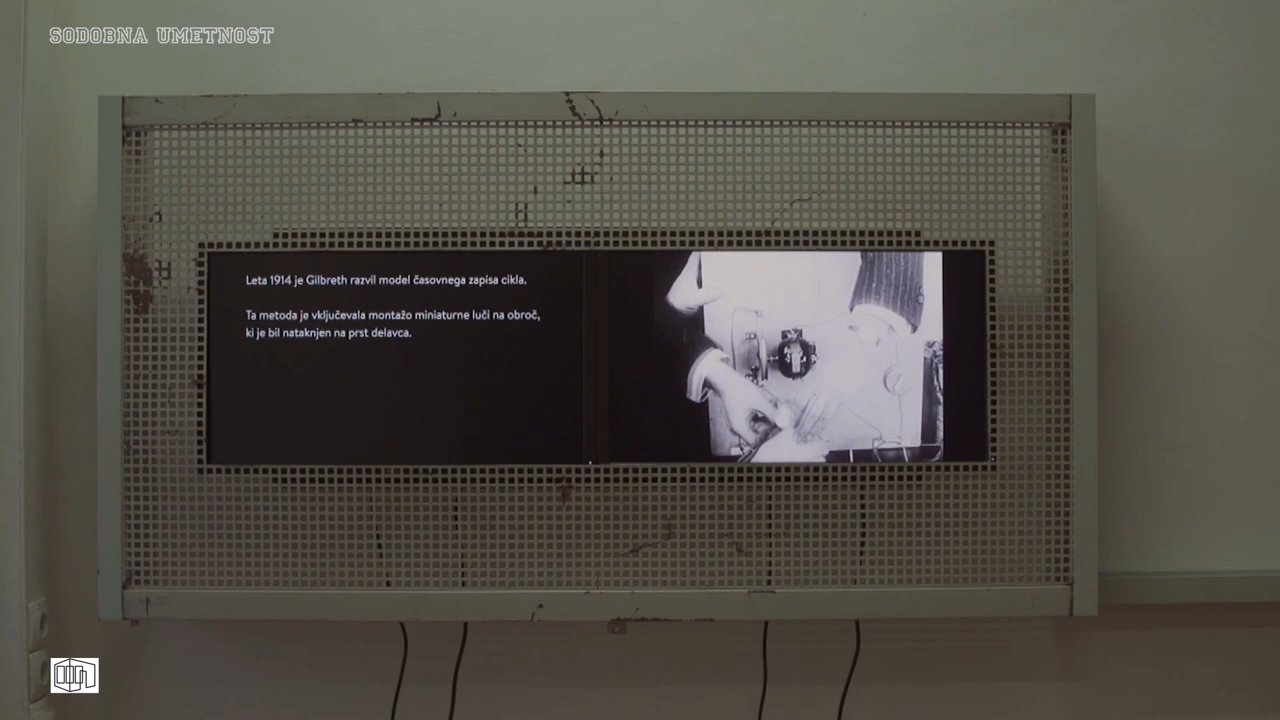 SODOBNA UMETNOST
Leta 1914 je Gilbreth razvil model časovnega zapisa cikla.
Ta metoda je vključevala montažo miniaturne luči na obroč,
ki je bil nataknjen na prst delavca.